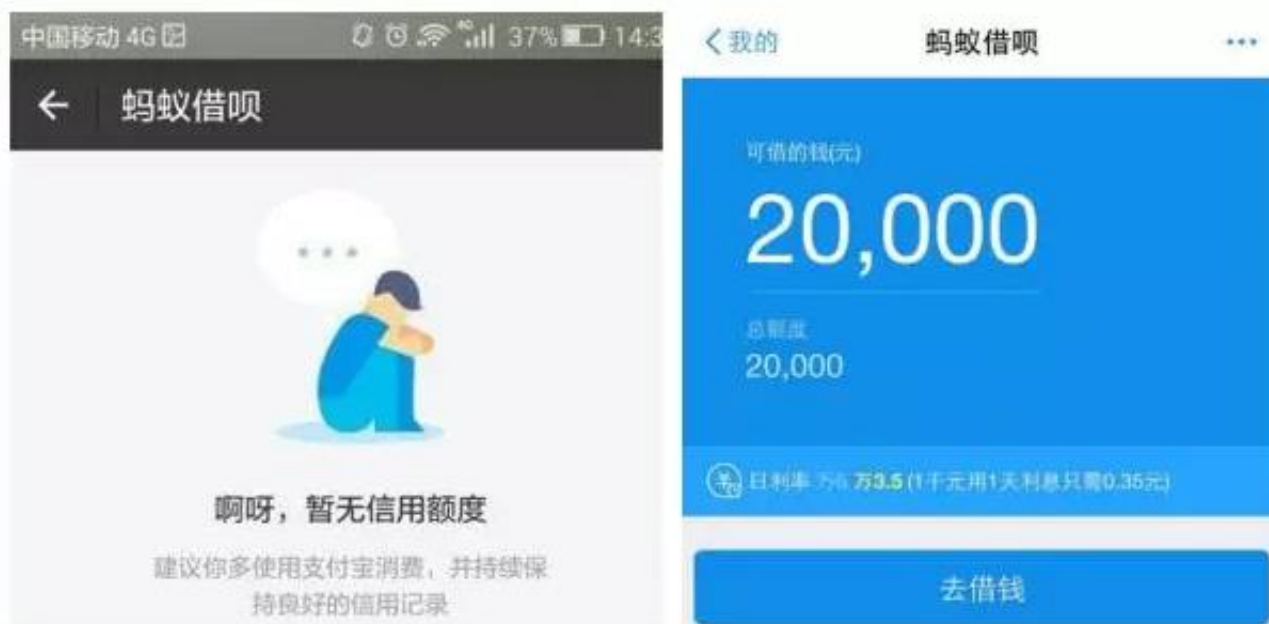 中国移动 4G
4G 37% 14:3
蚂蚁借呗
啊呀，暂无信用额度
建议你多使用支付宝消费，并持续保
持良好的信用记录
我的
蚂蚁借呗
可借的钱(元)
20,000
总额度
20,000
日利率 万3.5 (1千元用1天利息只需0.35元)
去借钱